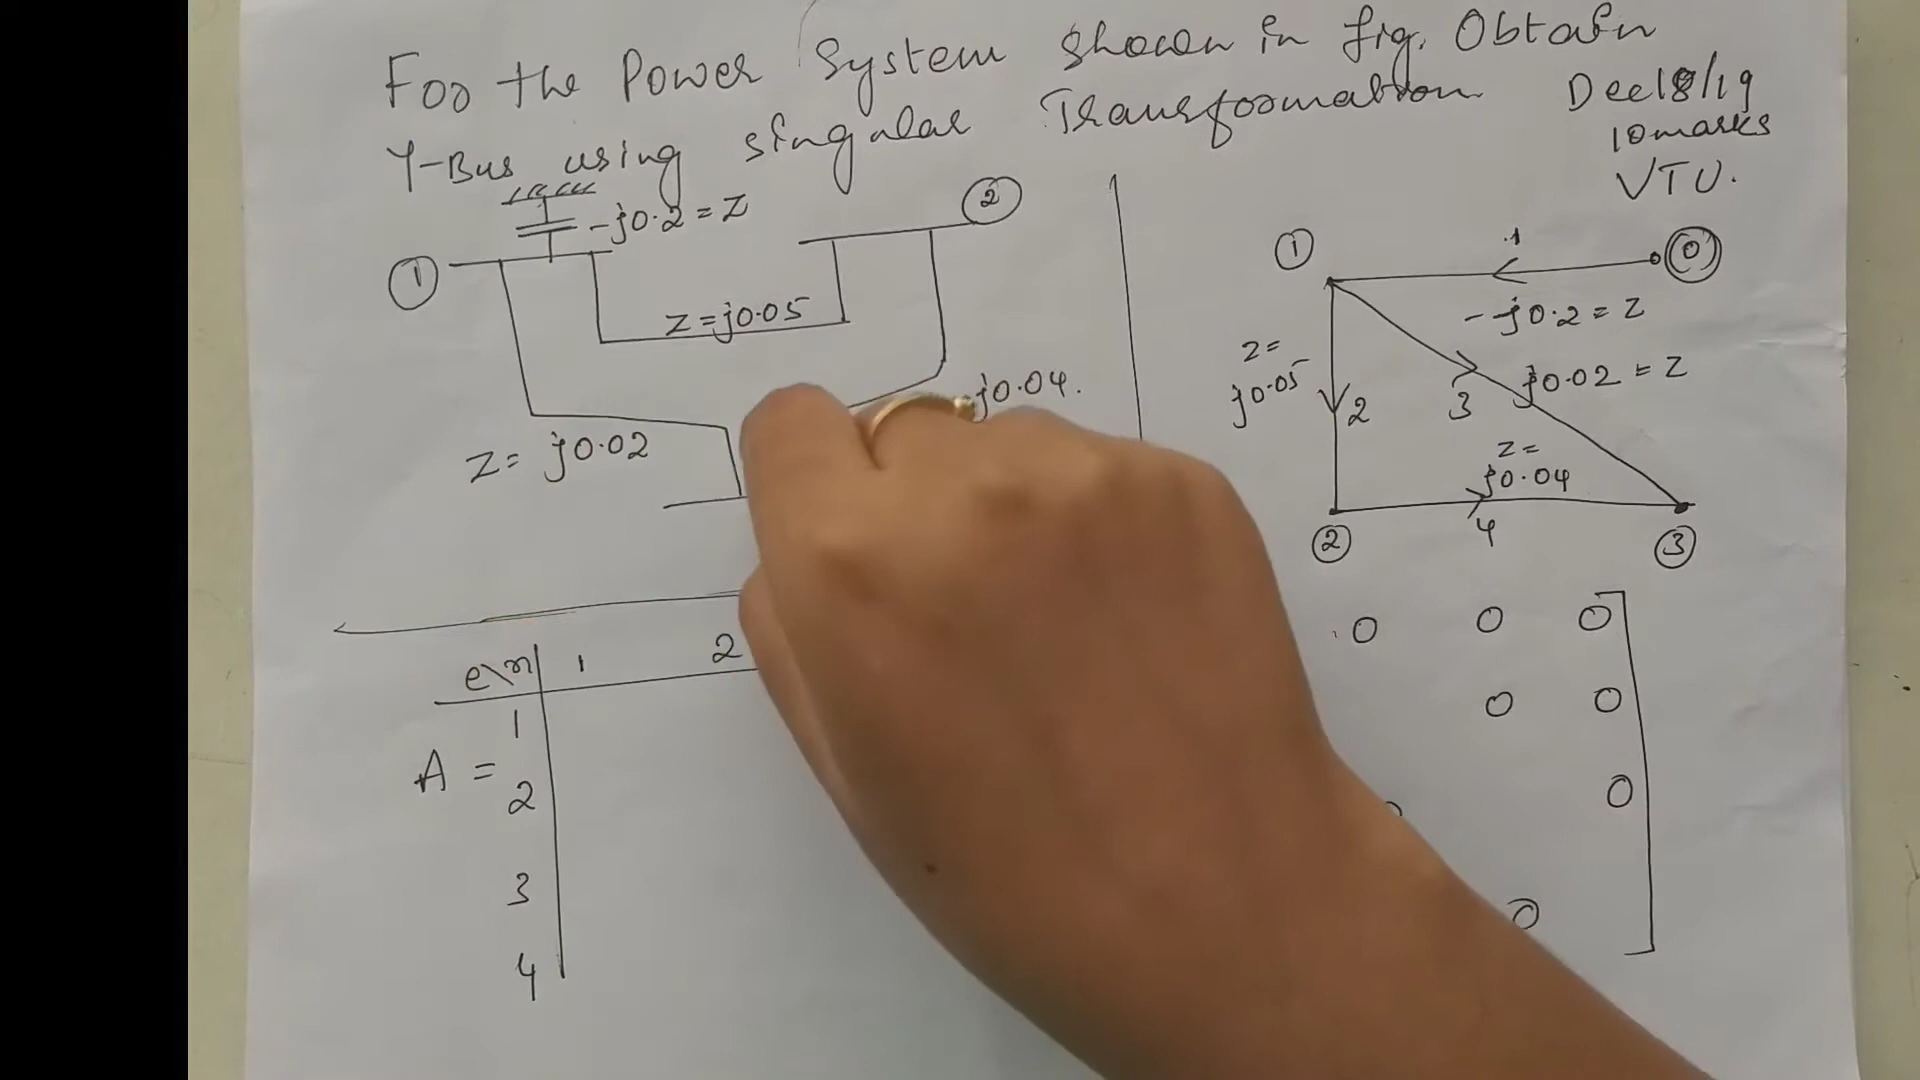 For the Power System shown in fig. Obtain
Y-Bus using singular Transformation
Dec18/19
10marks
VTU.
-j0.2 = Z
①
②
Z = j0.05
j0.04.
Z = j0.02
①
1
⓪
-j0.2 = Z
Z =
j0.05
2
3
j0.02 = Z
Z =
j0.04
4
②
③
e\n 1 2
A =
1
2
3
4
0 0 0
0 0
0
0